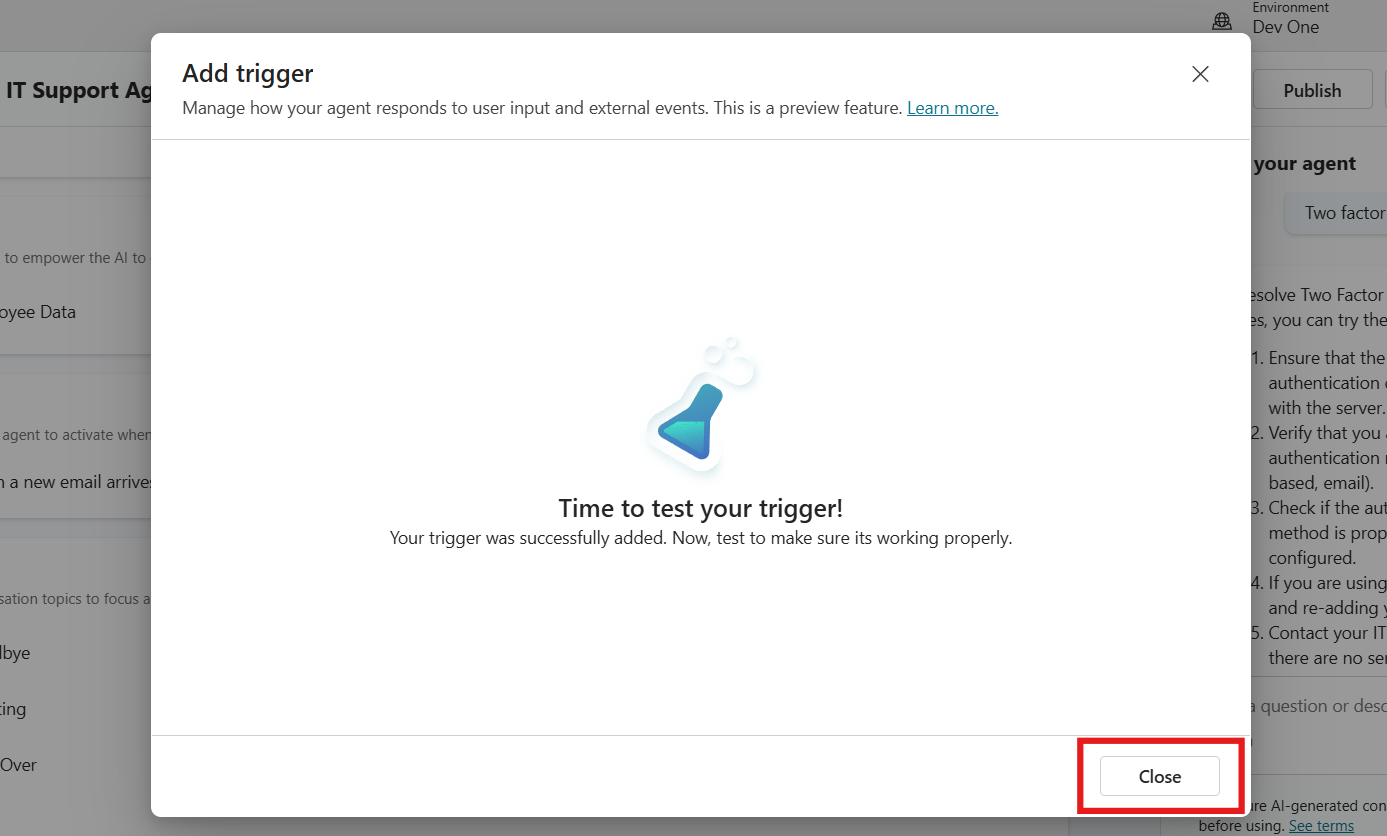 Environment
Dev One
IT Support Ag
Publish
Add trigger
Manage how your agent responds to user input and external events. This is a preview feature. Learn more.
to empower the AI to
oyee Data
agent to activate when
n a new email arrives
sation topics to focus a
lbye
ting
Over
Time to test your trigger!
Your trigger was successfully added. Now, test to make sure its working properly.
Close
your agent
Two factor
esolve Two Factor
es, you can try the
1. Ensure that the
authentication
with the server.
2. Verify that you
authentication
based, email).
3. Check if the aut
method is prop
configured.
4. If you are using
and re-adding y
5. Contact your IT
there are no ser
a question or desc
ure AI-generated con
before using. See terms